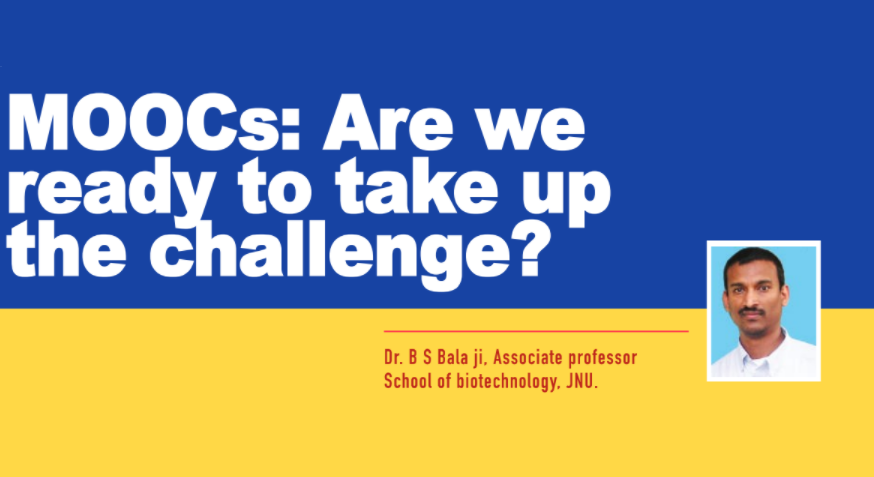 MOOCs: Are we
ready to take up
the challenge?
Dr. B S Bala ji, Associate professor
School of biotechnology, JNU.